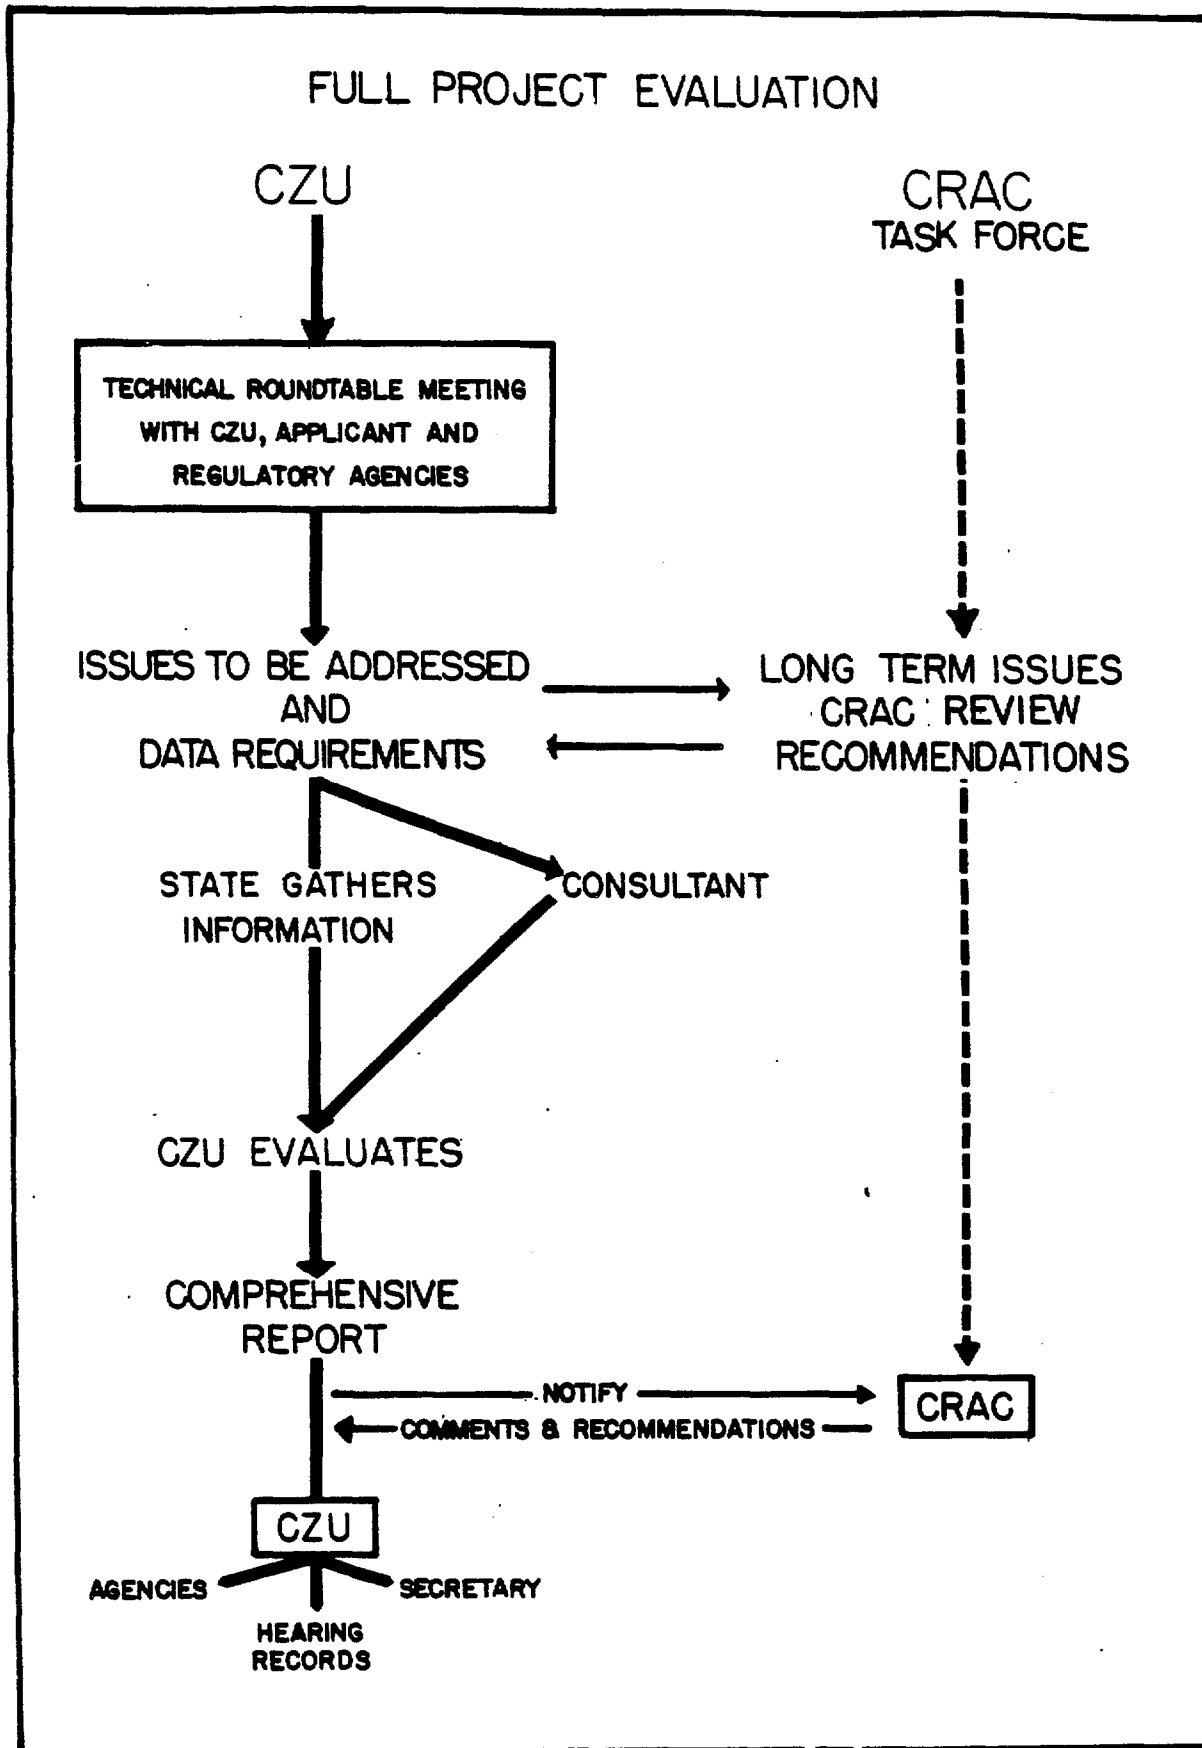 FULL PROJECT EVALUATION
CZU
CRAC
TASK FORCE
TECHNICAL ROUNDTABLE MEETING
WITH CZU, APPLICANT AND
REGULATORY AGENCIES
ISSUES TO BE ADDRESSED
AND
DATA REQUIREMENTS
LONG TERM ISSUES
CRAC REVIEW
RECOMMENDATIONS
STATE GATHERS
INFORMATION
CONSULTANT
CZU EVALUATES
COMPREHENSIVE
REPORT
NOTIFY
COMMENTS & RECOMMENDATIONS
CRAC
CZU
AGENCIES
SECRETARY
HEARING
RECORDS